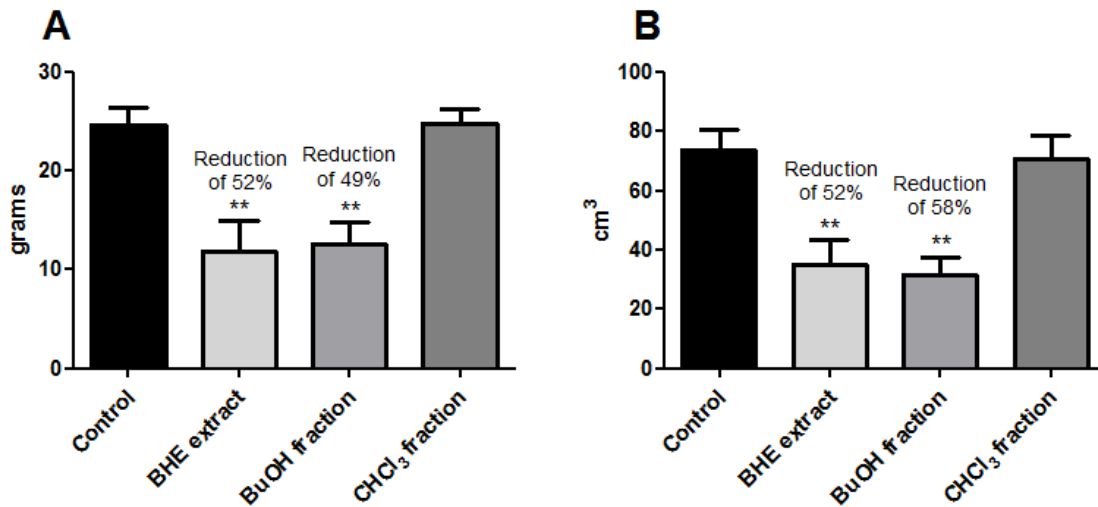 A
30
20
10
0
grams
Reduction
of 52%
**
Reduction
of 49%
**
Control
BHE extract
BuOH fraction
CHCl₃ fraction
B
100
80
60
40
20
0
cm³
Reduction
of 52%
**
Reduction
of 58%
**
Control
BHE extract
BuOH fraction
CHCl₃ fraction